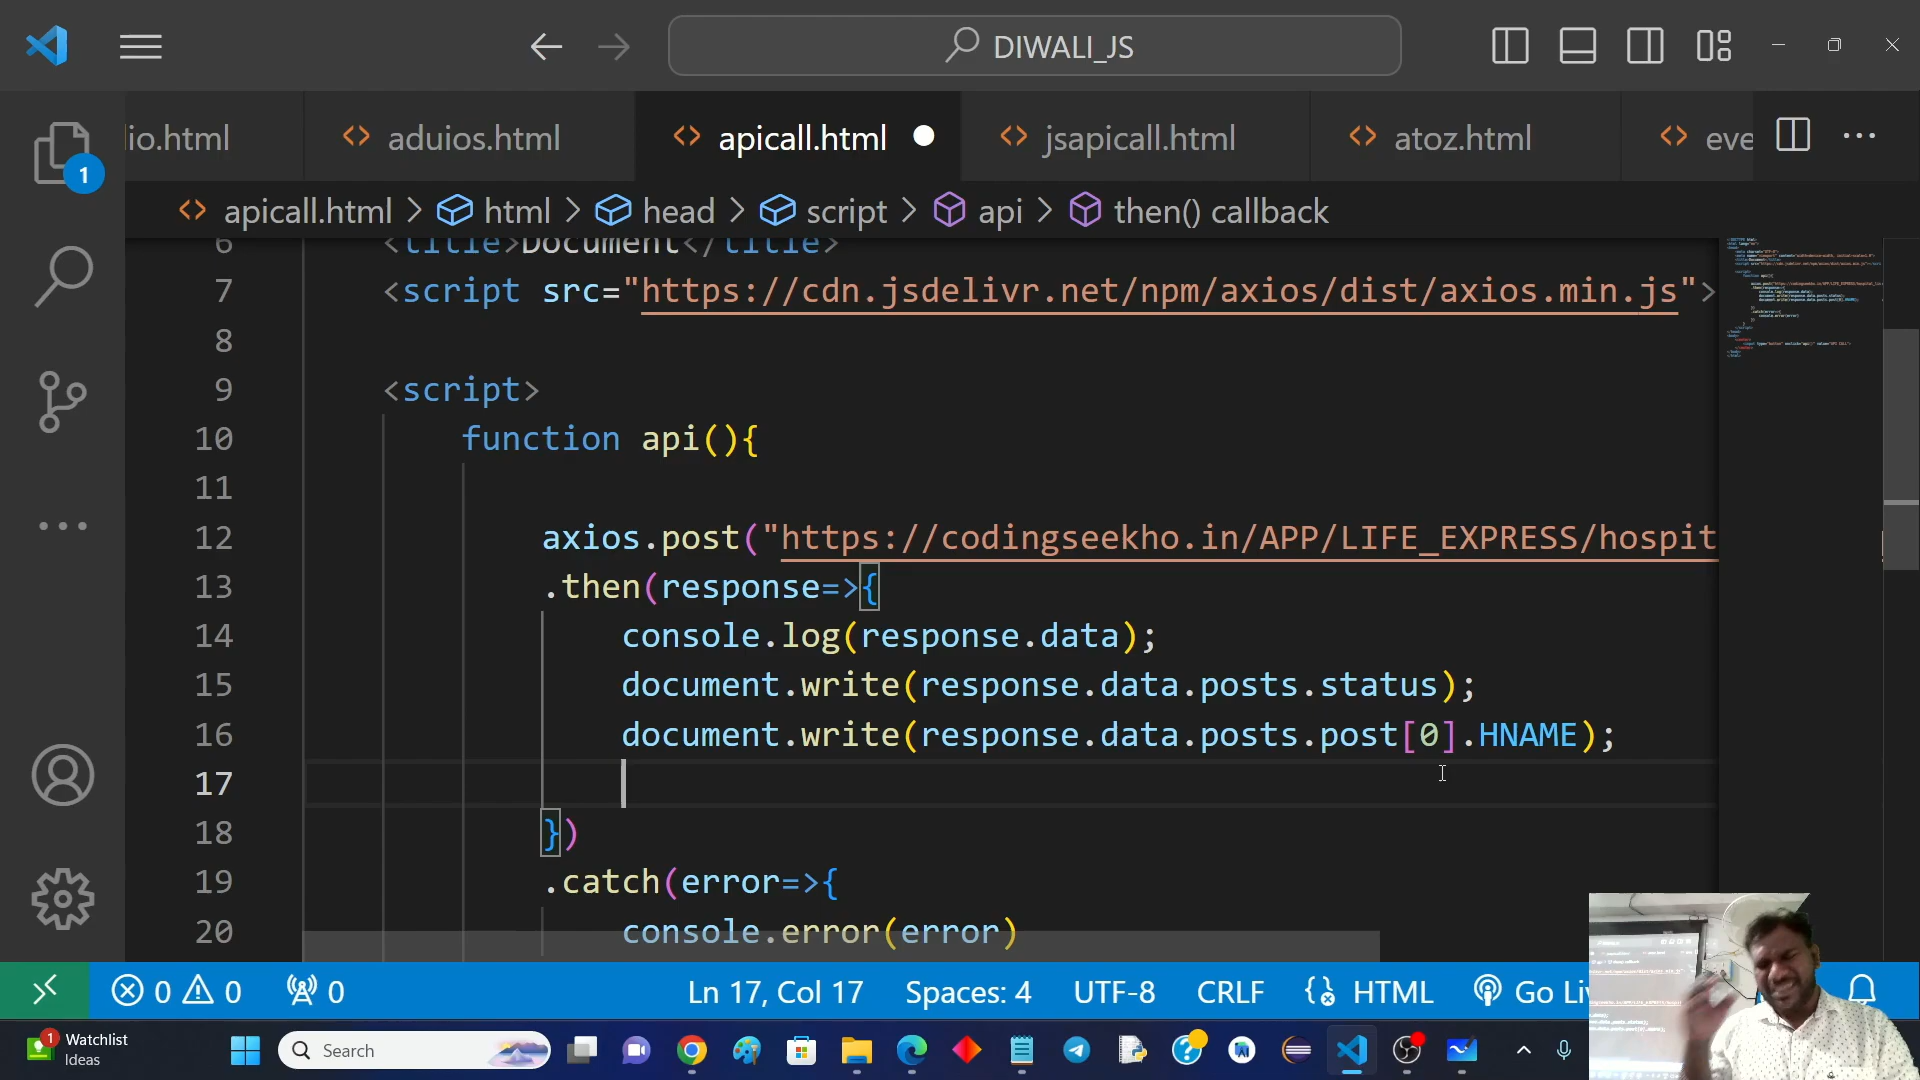 DIWALI_JS
io.html
aduios.html
apicall.html
jsapicall.html
atoz.html
eve
1
apicall.html > html > head > script > api > then() callback
6 <title>Document</title>
7 <script src="https://cdn.jsdelivr.net/npm/axios/dist/axios.min.js">
8
9 <script>
10 function api(){
11
12 axios.post("https://codingseekho.in/APP/LIFE_EXPRESS/hospit
13 .then(response=>{
14 console.log(response.data);
15 document.write(response.data.posts.status);
16 document.write(response.data.posts.post[0].HNAME);
17
18 })
19 .catch(error=>{
20 console.error(error)
0 0 0 Ln 17, Col 17 Spaces: 4 UTF-8 CRLF HTML Go Li
1 Watchlist
Ideas
Search